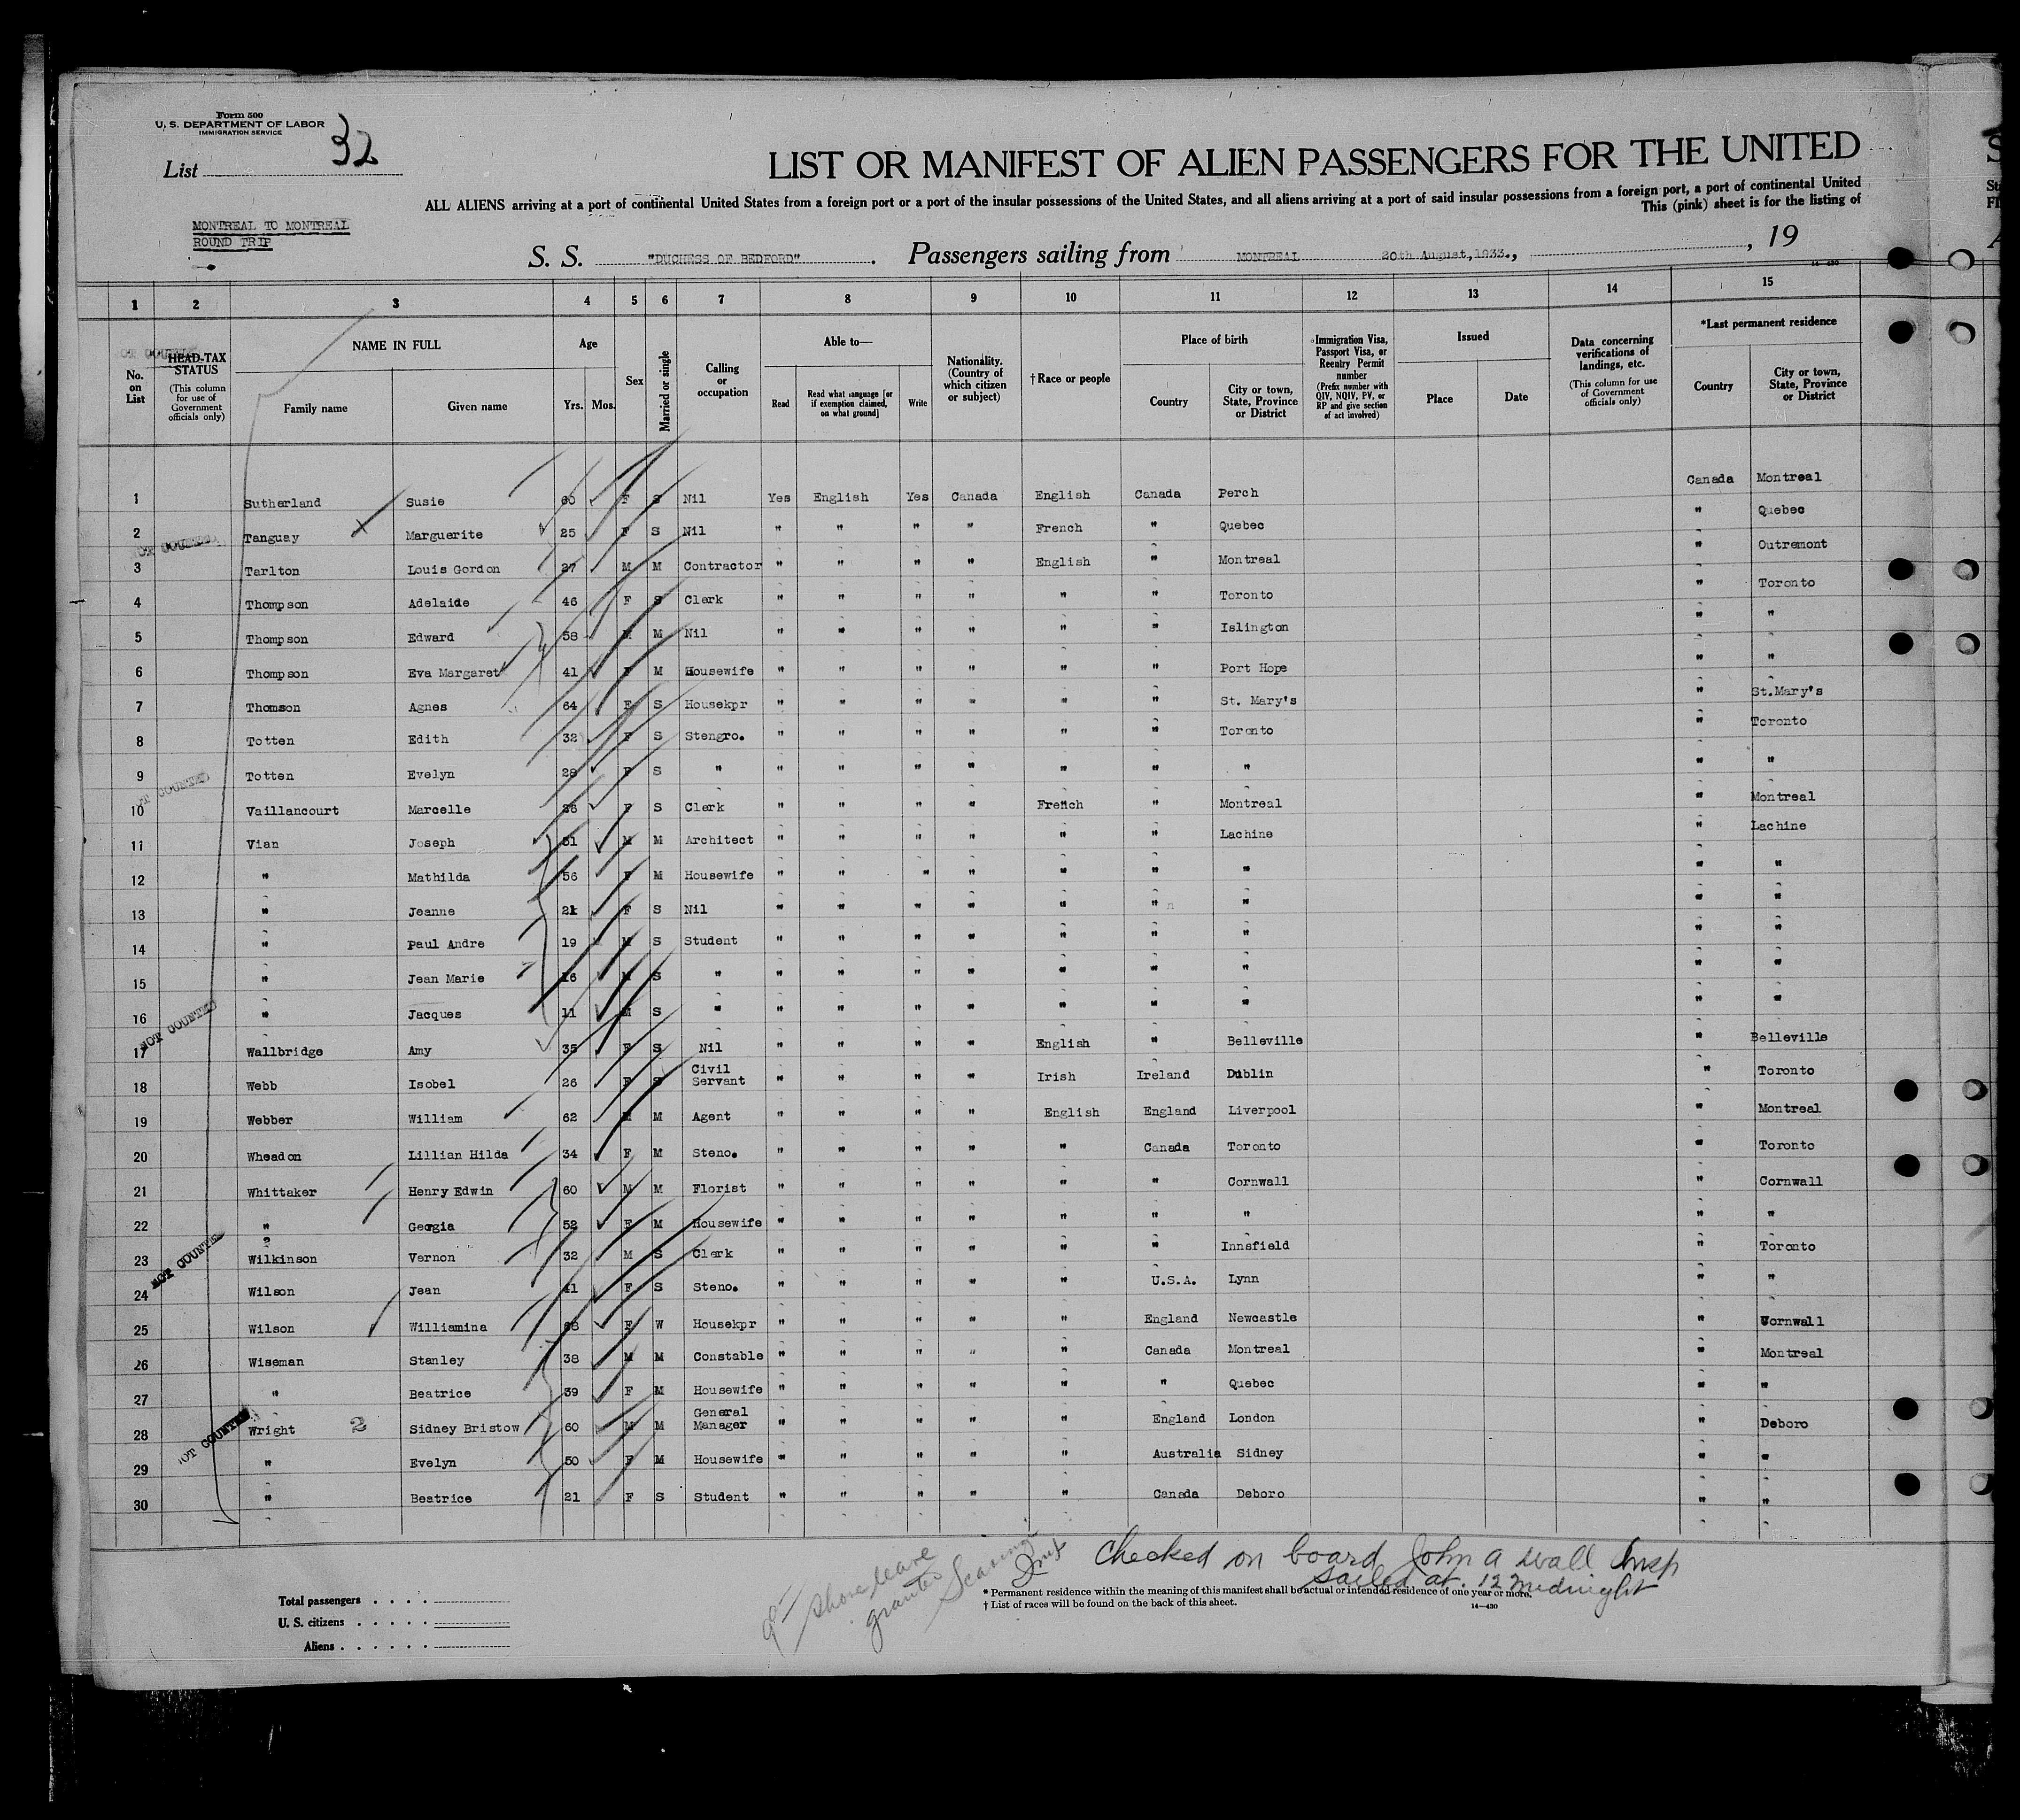 Form 500
U. S. DEPARTMENT OF LABOR
IMMIGRATION SERVICE
List 32
LIST OR MANIFEST OF ALIEN PASSENGERS FOR THE UNITED
ALL ALIENS arriving at a port of continental United States from a foreign port or a port of the insular possessions of the United States, and all aliens arriving at a port of said insular possessions from a foreign port, a port of continental United
This (pink) sheet is for the listing of
MONTREAL TO MONTREAL
ROUND TRIP
S. S. "DUCHESS OF BEDFORD". Passengers sailing from MONTREAL 20th August,1933., , 19
14-430
1 2 3 4 5 6 7 8 9 10 11 12 13 14 15
No. on List
HEAD-TAX STATUS
(This column for use of Government officials only)
NAME IN FULL
Family name Given name
Age
Yrs. Mos.
Sex
Married or single
Calling or occupation
Able to—
Read
Read what language [or if exemption claimed, on what ground]
Write
Nationality. (Country of which citizen or subject)
†Race or people
Place of birth
Country
City or town, State, Province or District
Immigration Visa, Passport Visa, or Reentry Permit number
(Prefix number with QIV, NQIV, PV, or RP and give section of act involved)
Issued
Place Date
Data concerning verifications of landings, etc.
(This column for use of Government officials only)
*Last permanent residence
Country
City or town, State, Province or District
1 Sutherland Susie 60 F S Nil Yes English Yes Canada English Canada Perch Canada Montreal
2 Tanguay Marguerite 25 F S Nil " " " " French " Quebec " Quebec
3 Tarlton Louis Gordon 27 M M Contractor " " " " English " Montreal " Outremont
4 Thompson Adelaide 46 F S Clerk " " " " " " Toronto " Toronto
5 Thompson Edward 58 M M Nil " " " " " " Islington " "
6 Thompson Eva Margaret 41 F M Housewife " " " " " " Port Hope " "
7 Thomson Agnes 64 F S Housekpr " " " " " " St. Mary's " St.Mary's
8 Totten Edith 32 F S Stengro. " " " " " " Toronto " Toronto
9 Totten Evelyn 28 F S " " " " " " " " " "
10 Vaillancourt Marcelle 26 F S Clerk " " " " French " Montreal " Montreal
11 Vian Joseph 51 M M Architect " " " " " " Lachine " Lachine
12 " Mathilda 56 F M Housewife " " " " " " " " "
13 " Jeanne 21 F S Nil " " " " " " " " "
14 " Paul Andre 19 M S Student " " " " " " " " "
15 " Jean Marie 16 M S " " " " " " " " " "
16 " Jacques 11 M S " " " " " " " " " "
17 Wallbridge Amy 35 F S Nil " " " " English " Belleville " Belleville
18 Webb Isobel 26 F S Civil Servant " " " " Irish Ireland Dublin " Toronto
19 Webber William 62 M M Agent " " " " English England Liverpool " Montreal
20 Wheadon Lillian Hilda 34 F M Steno. " " " " " Canada Toronto " Toronto
21 Whittaker Henry Edwin 60 M M Florist " " " " " " Cornwall " Cornwall
22 " Georgia 52 F M Housewife " " " " " " " " "
23 Wilkinson Vernon 32 M S Clerk " " " " " " Innsfield " Toronto
24 Wilson Jean 41 F S Steno. " " " " " U.S.A. Lynn " "
25 Wilson Williamina F W Housekpr " " " " " England Newcastle " Cornwall
26 Wiseman Stanley 38 M M Constable " " " " " Canada Montreal " Montreal
27 " Beatrice 39 F M Housewife " " " " " " Quebec " "
28 Wright 2 Sidney Bristow 60 M M General Manager " " " " " England London " Deboro
29 " Evelyn 50 F M Housewife " " " " " Australia Sidney " "
30 " Beatrice 21 F S Student " " " " " Canada Deboro " "
NOT COUNTED
NOT COUNTED
NOT COUNTED
NOT COUNTED
NOT COUNTED
NOT COUNTED
Shore leave
granted
Checked on board John A Wall Insp
Sailed at. 12 Midnight
Total passengers
U. S. citizens
Aliens
* Permanent residence within the meaning of this manifest shall be actual or intended residence of one year or more.
† List of races will be found on the back of this sheet.
14-430